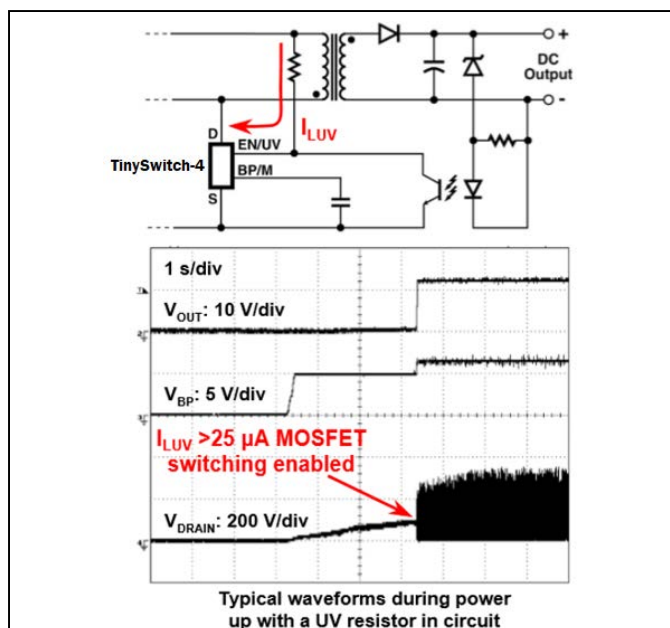 +
DC
Output
-
I_LUV
D
EN/UV
TinySwitch-4
BP/M
S
1 s/div
V_OUT: 10 V/div
V_BP: 5 V/div
I_LUV >25 µA MOSFET
switching enabled
V_DRAIN: 200 V/div
Typical waveforms during power
up with a UV resistor in circuit